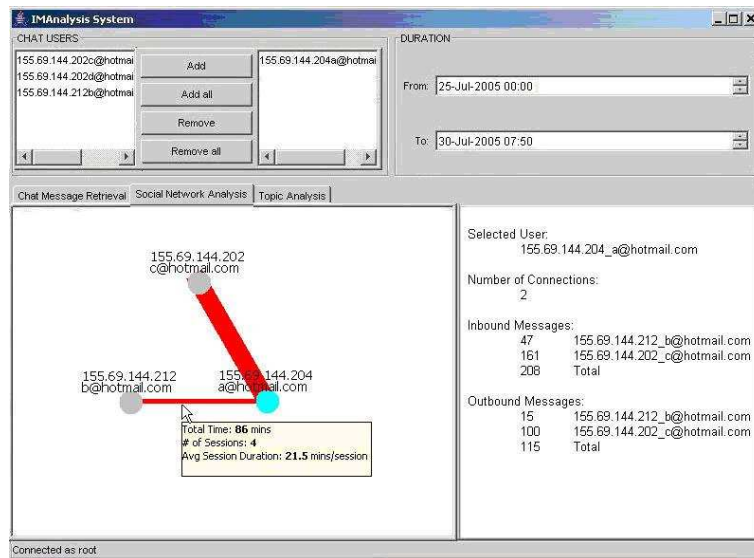 IMAnalysis System
CHAT USERS
155.69.144.202c@hotmai
155.69.144.202d@hotmai
155.69.144.212b@hotmai
Add
Add all
Remove
Remove all
155.69.144.204a@hotmai
DURATION
From: 25-Jul-2005 00:00
To: 30-Jul-2005 07:50
Chat Message Retrieval Social Network Analysis Topic Analysis
155.69.144.202
c@hotmail.com
155.69.144.212
b@hotmail.com
155.69.144.204
a@hotmail.com
Total Time: 86 mins
# of Sessions: 4
Avg Session Duration: 21.5 mins/session
Selected User:
155.69.144.204_a@hotmail.com
Number of Connections:
2
Inbound Messages:
47 155.69.144.212_b@hotmail.com
161 155.69.144.202_c@hotmail.com
208 Total
Outbound Messages:
15 155.69.144.212_b@hotmail.com
100 155.69.144.202_c@hotmail.com
115 Total
Connected as root